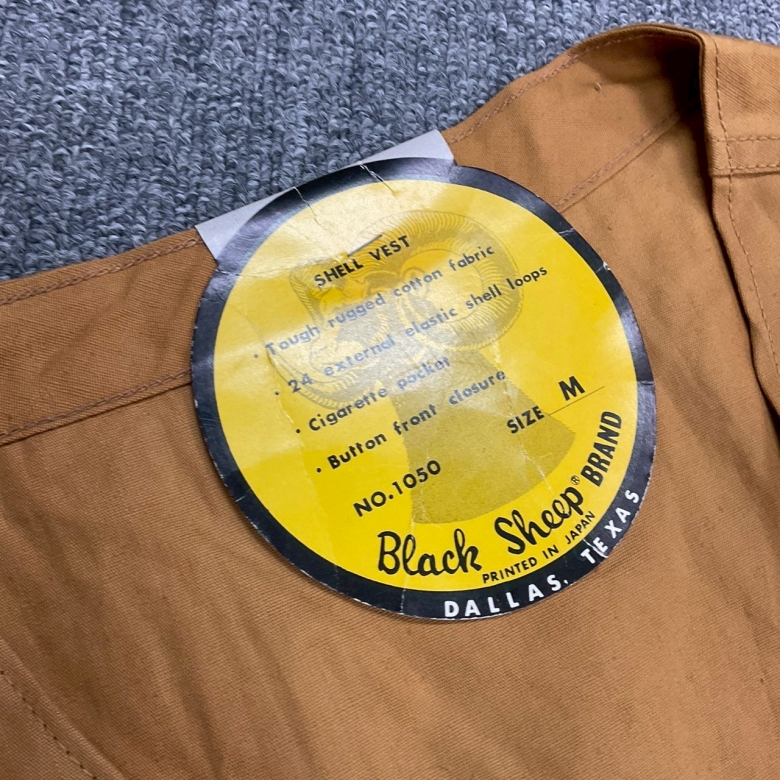 SHELL VEST
• Tough rugged cotton fabric
• 24 external elastic shell loops
• Cigarette pocket
• Button front closure
NO.1050 SIZE M
Black Sheep® BRAND
PRINTED IN JAPAN
DALLAS, TEXAS